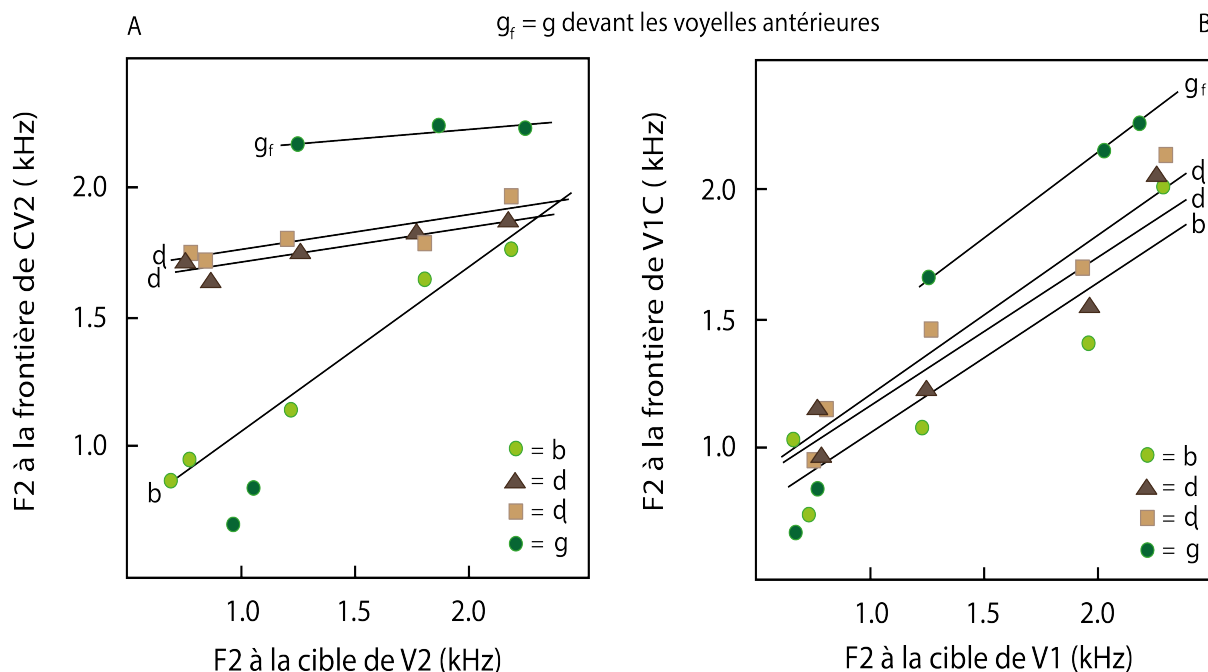 A
g_f = g devant les voyelles antérieures
B
F2 à la frontière de CV2 ( kHz)
2.0
1.5
1.0
g_f
ɖ
d
b
= b
= d
= ɖ
= g
1.0 1.5 2.0
F2 à la cible de V2 (kHz)
F2 à la frontière de V1C ( kHz)
2.0
1.5
1.0
g_f
ɖ
d
b
= b
= d
= ɖ
= g
1.0 1.5 2.0
F2 à la cible de V1 (kHz)